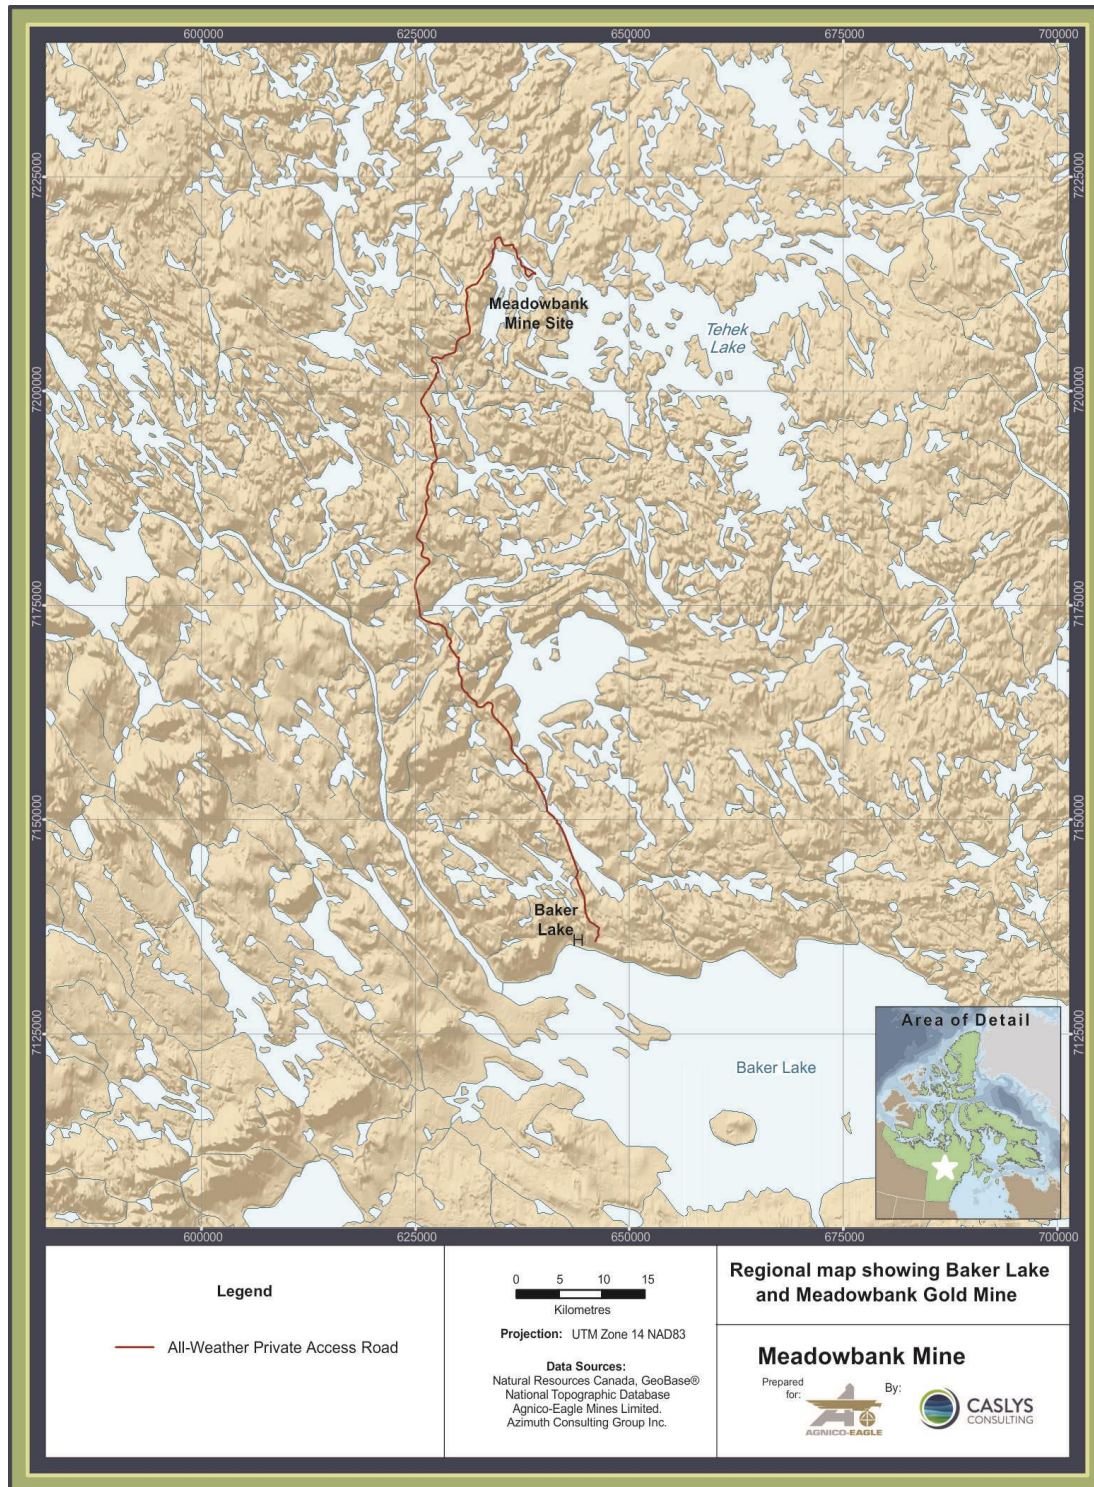 600000
625000
650000
675000
700000
7225000
7225000
Meadowbank
Mine Site
Tehek
Lake
7200000
7200000
7175000
7175000
7150000
7150000
Baker
Lake
H
7125000
7125000
Baker Lake
Area of Detail
600000
625000
650000
675000
700000
Legend
All-Weather Private Access Road
0 5 10 15
Kilometres
Projection: UTM Zone 14 NAD83
Data Sources:
Natural Resources Canada, GeoBase®
National Topographic Database
Agnico-Eagle Mines Limited.
Azimuth Consulting Group Inc.
Regional map showing Baker Lake
and Meadowbank Gold Mine
Meadowbank Mine
Prepared
for:
AGNICO-EAGLE
By:
CASLYS
CONSULTING